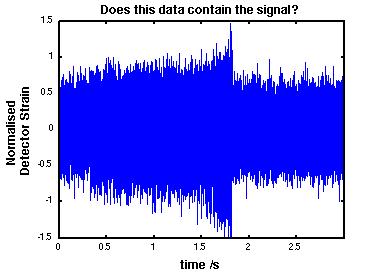 Does this data contain the signal?
1.5
1
0.5
0
-0.5
-1
-1.5
Normalised
Detector Strain
0 0.5 1 1.5 2 2.5
time /s